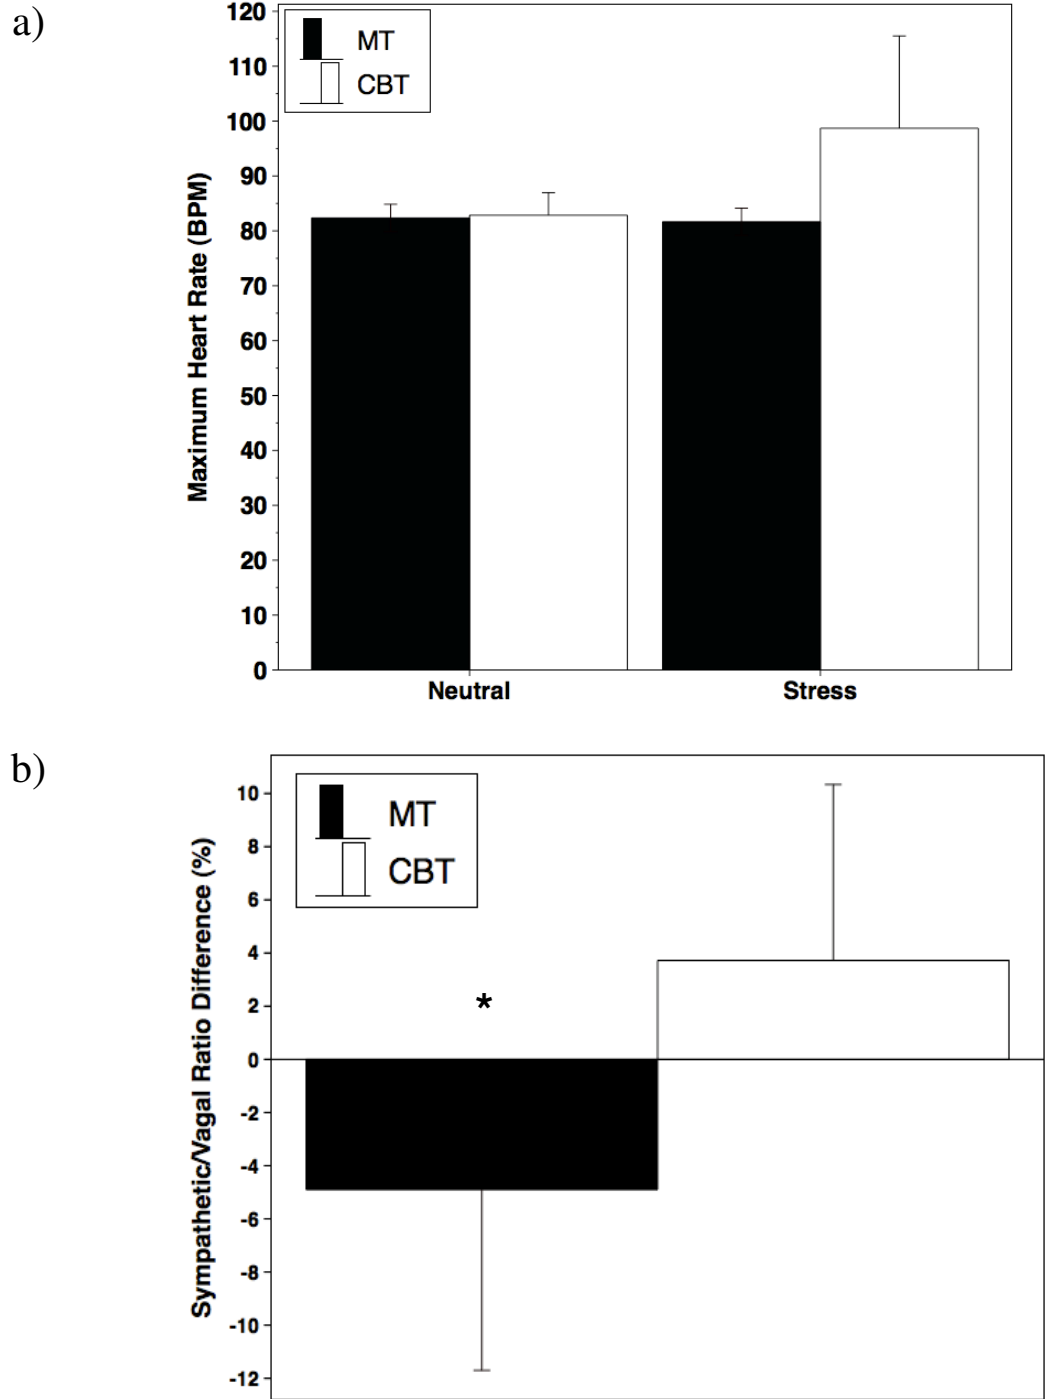 a)
MT
CBT
Maximum Heart Rate (BPM)
120
110
100
90
80
70
60
50
40
30
20
10
0
Neutral Stress
b)
MT
CBT
Sympathetic/Vagal Ratio Difference (%)
10
8
6
4
2
0
-2
-4
-6
-8
-10
-12
*